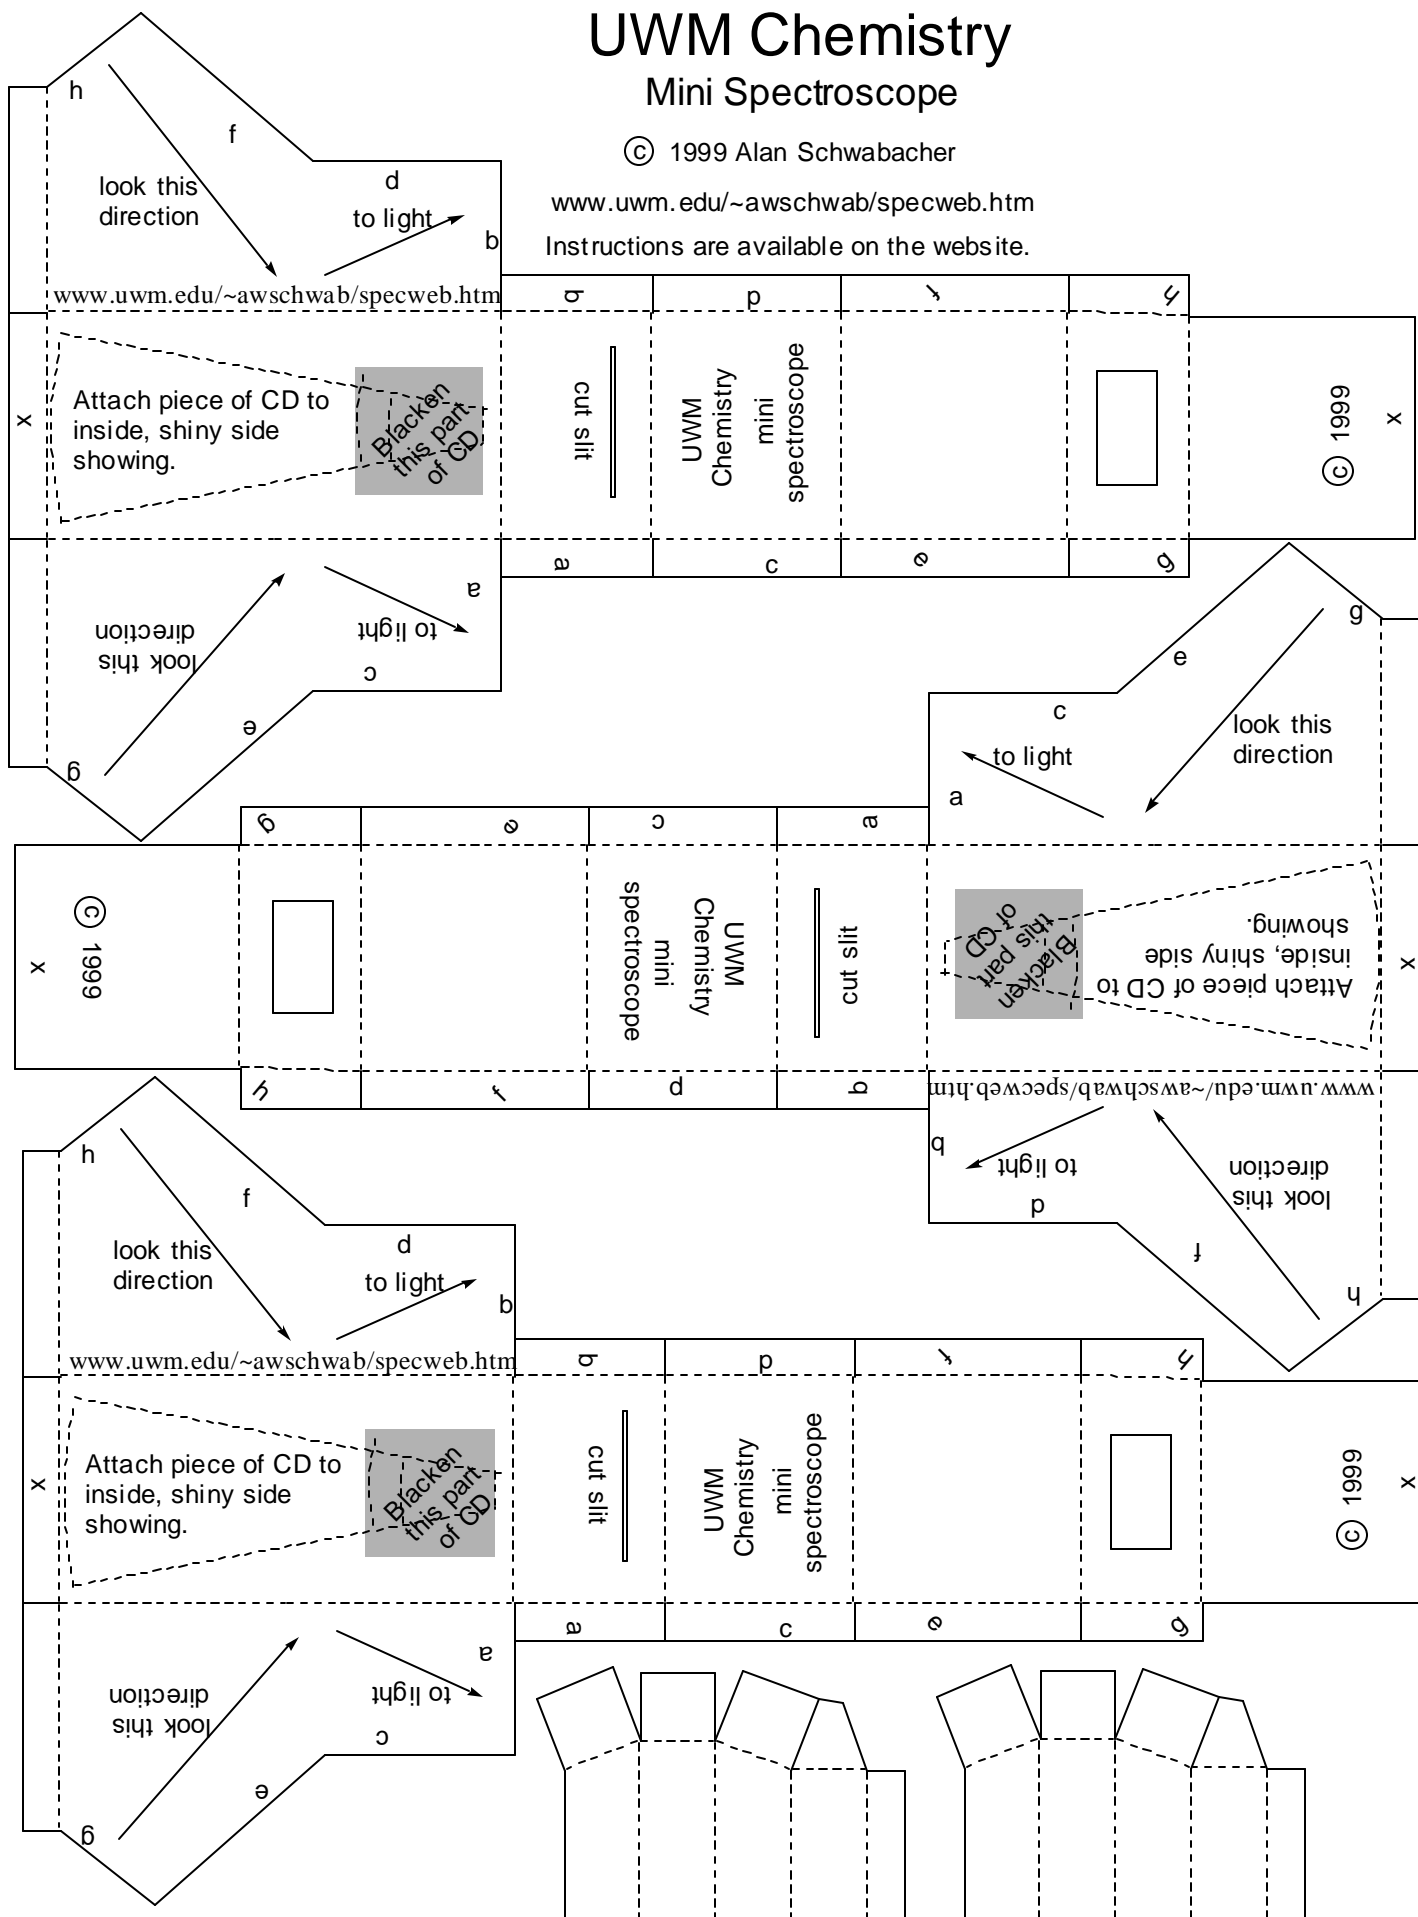 UWM Chemistry
Mini Spectroscope
© 1999 Alan Schwabacher
www.uwm.edu/~awschwab/specweb.htm
Instructions are available on the website.
h
f
look this
direction
d
to light
b
www.uwm.edu/~awschwab/specweb.htm
b
d
f
h
x
Attach piece of CD to
inside, shiny side
showing.
Blacken
this part
of CD
cut slit
UWM
Chemistry
mini
spectroscope
© 1999
x
a
c
e
g
a
to light
c
look this
direction
e
g
g
e
c
look this
direction
to light
a
g
e
c
a
x
© 1999
UWM
Chemistry
mini
spectroscope
cut slit
Blacken
this part
of CD
Attach piece of CD to
inside, shiny side
showing.
x
h
f
d
b
www.uwm.edu/~awschwab/specweb.htm
b
to light
d
look this
direction
f
h
h
f
look this
direction
d
to light
b
www.uwm.edu/~awschwab/specweb.htm
b
d
f
h
x
Attach piece of CD to
inside, shiny side
showing.
Blacken
this part
of CD
cut slit
UWM
Chemistry
mini
spectroscope
© 1999
x
a
c
e
g
a
to light
c
look this
direction
e
g